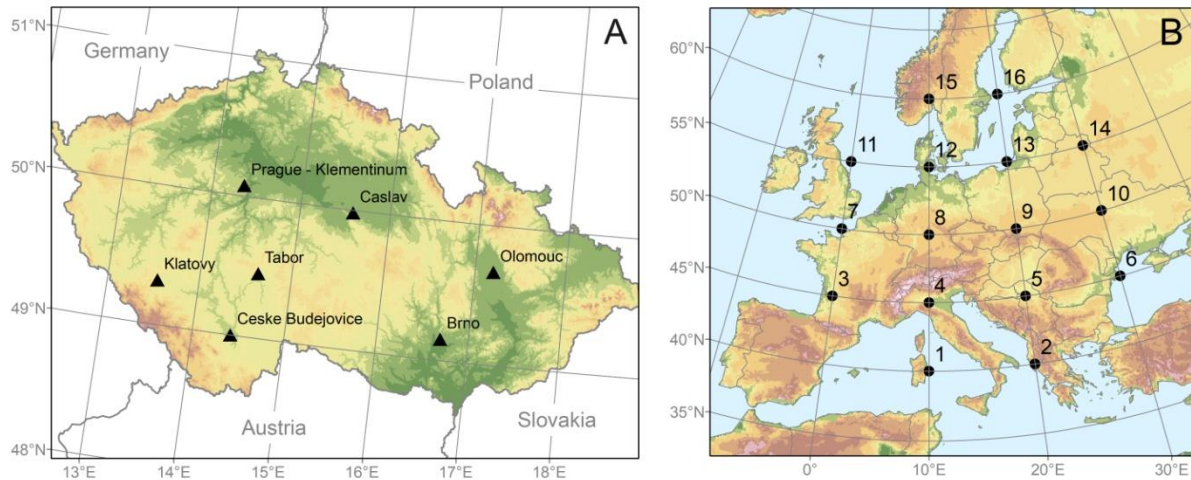 51°N
A
Germany
Poland
50°N
Prague - Klementinum
Caslav
Klatovy
Tabor
Olomouc
49°N
Ceske Budejovice
Brno
Austria
Slovakia
48°N
13°E 14°E 15°E 16°E 17°E 18°E
B
60°N
15
16
55°N
11
12
13
14
50°N
7
8
9
10
45°N
3
4
5
6
40°N
1
2
35°N
0° 10°E 20°E 30°E